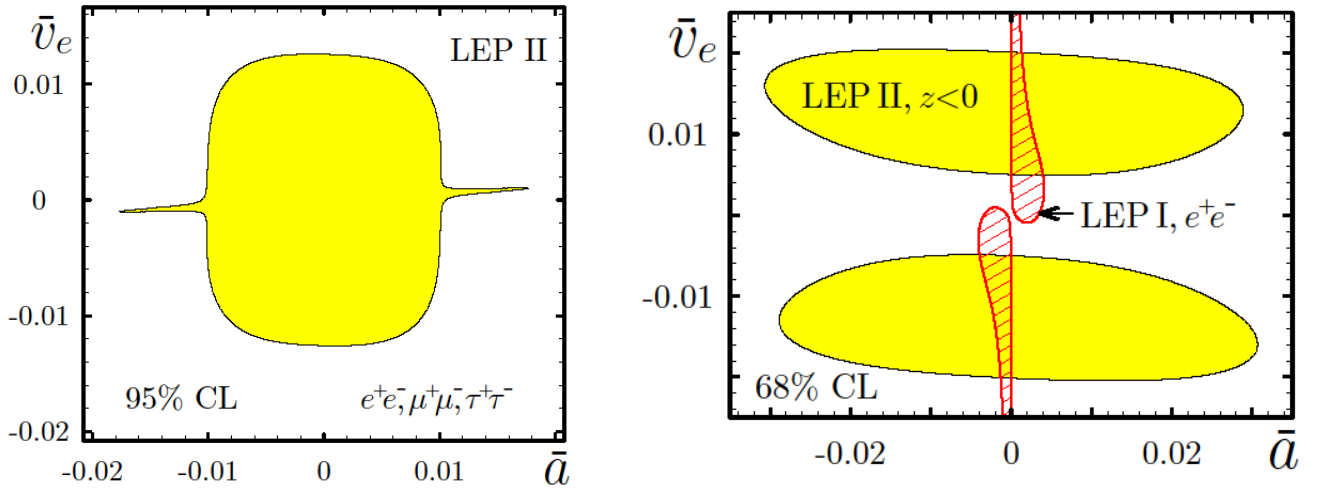 v̄e
LEP II
0.01
0
-0.01
-0.02
95% CL
e+e-, μ+μ-, τ+τ-
-0.02
-0.01
0
0.01
ā
v̄e
LEP II, z<0
0.01
LEP I, e+e-
-0.01
68% CL
-0.02
0
0.02
ā